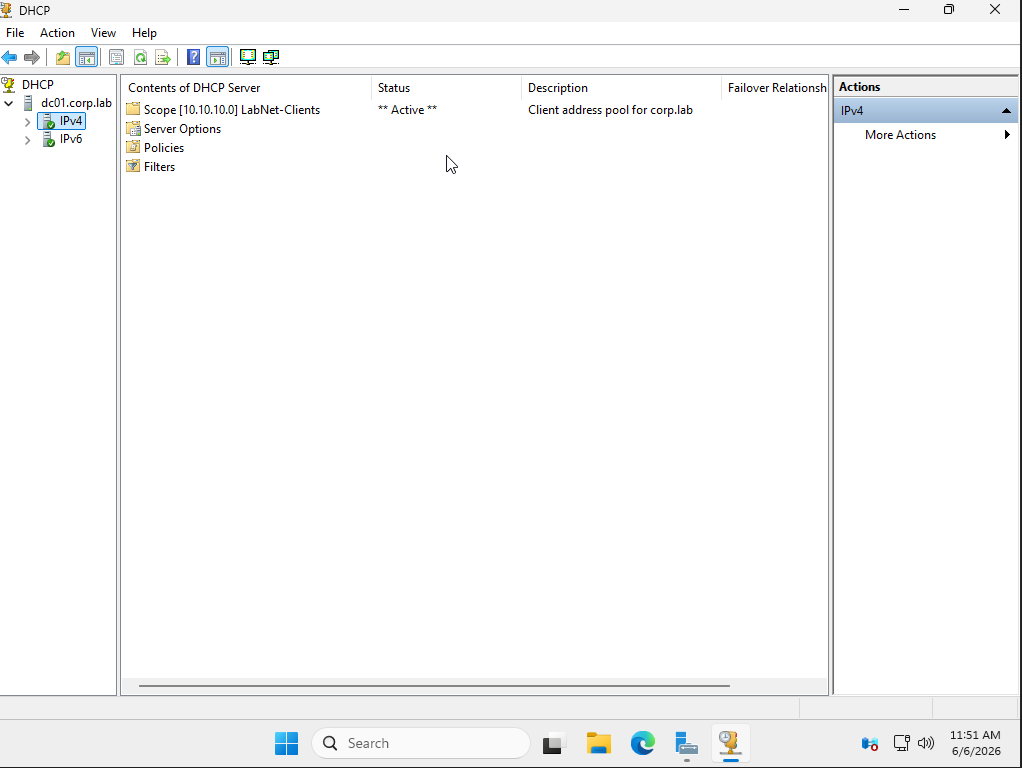 DHCP
File Action View Help
DHCP
dc01.corp.lab
IPv4
IPv6
Contents of DHCP Server Status Description Failover Relationsh
Scope [10.10.10.0] LabNet-Clients ** Active ** Client address pool for corp.lab
Server Options
Policies
Filters
Actions
IPv4
More Actions
Search
11:51 AM
6/6/2026